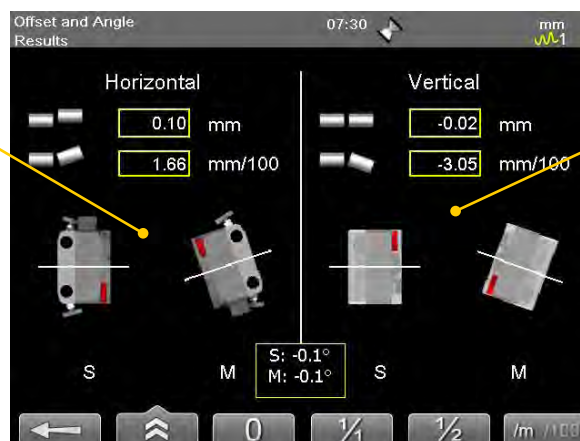 Offset and Angle
Results
07:30
mm
1
Horizontal
0.10 mm
1.66 mm/100
Vertical
-0.02 mm
-3.05 mm/100
S
M
S: -0.1°
M: -0.1°
S
M
0
1/1
1/2
/m /100